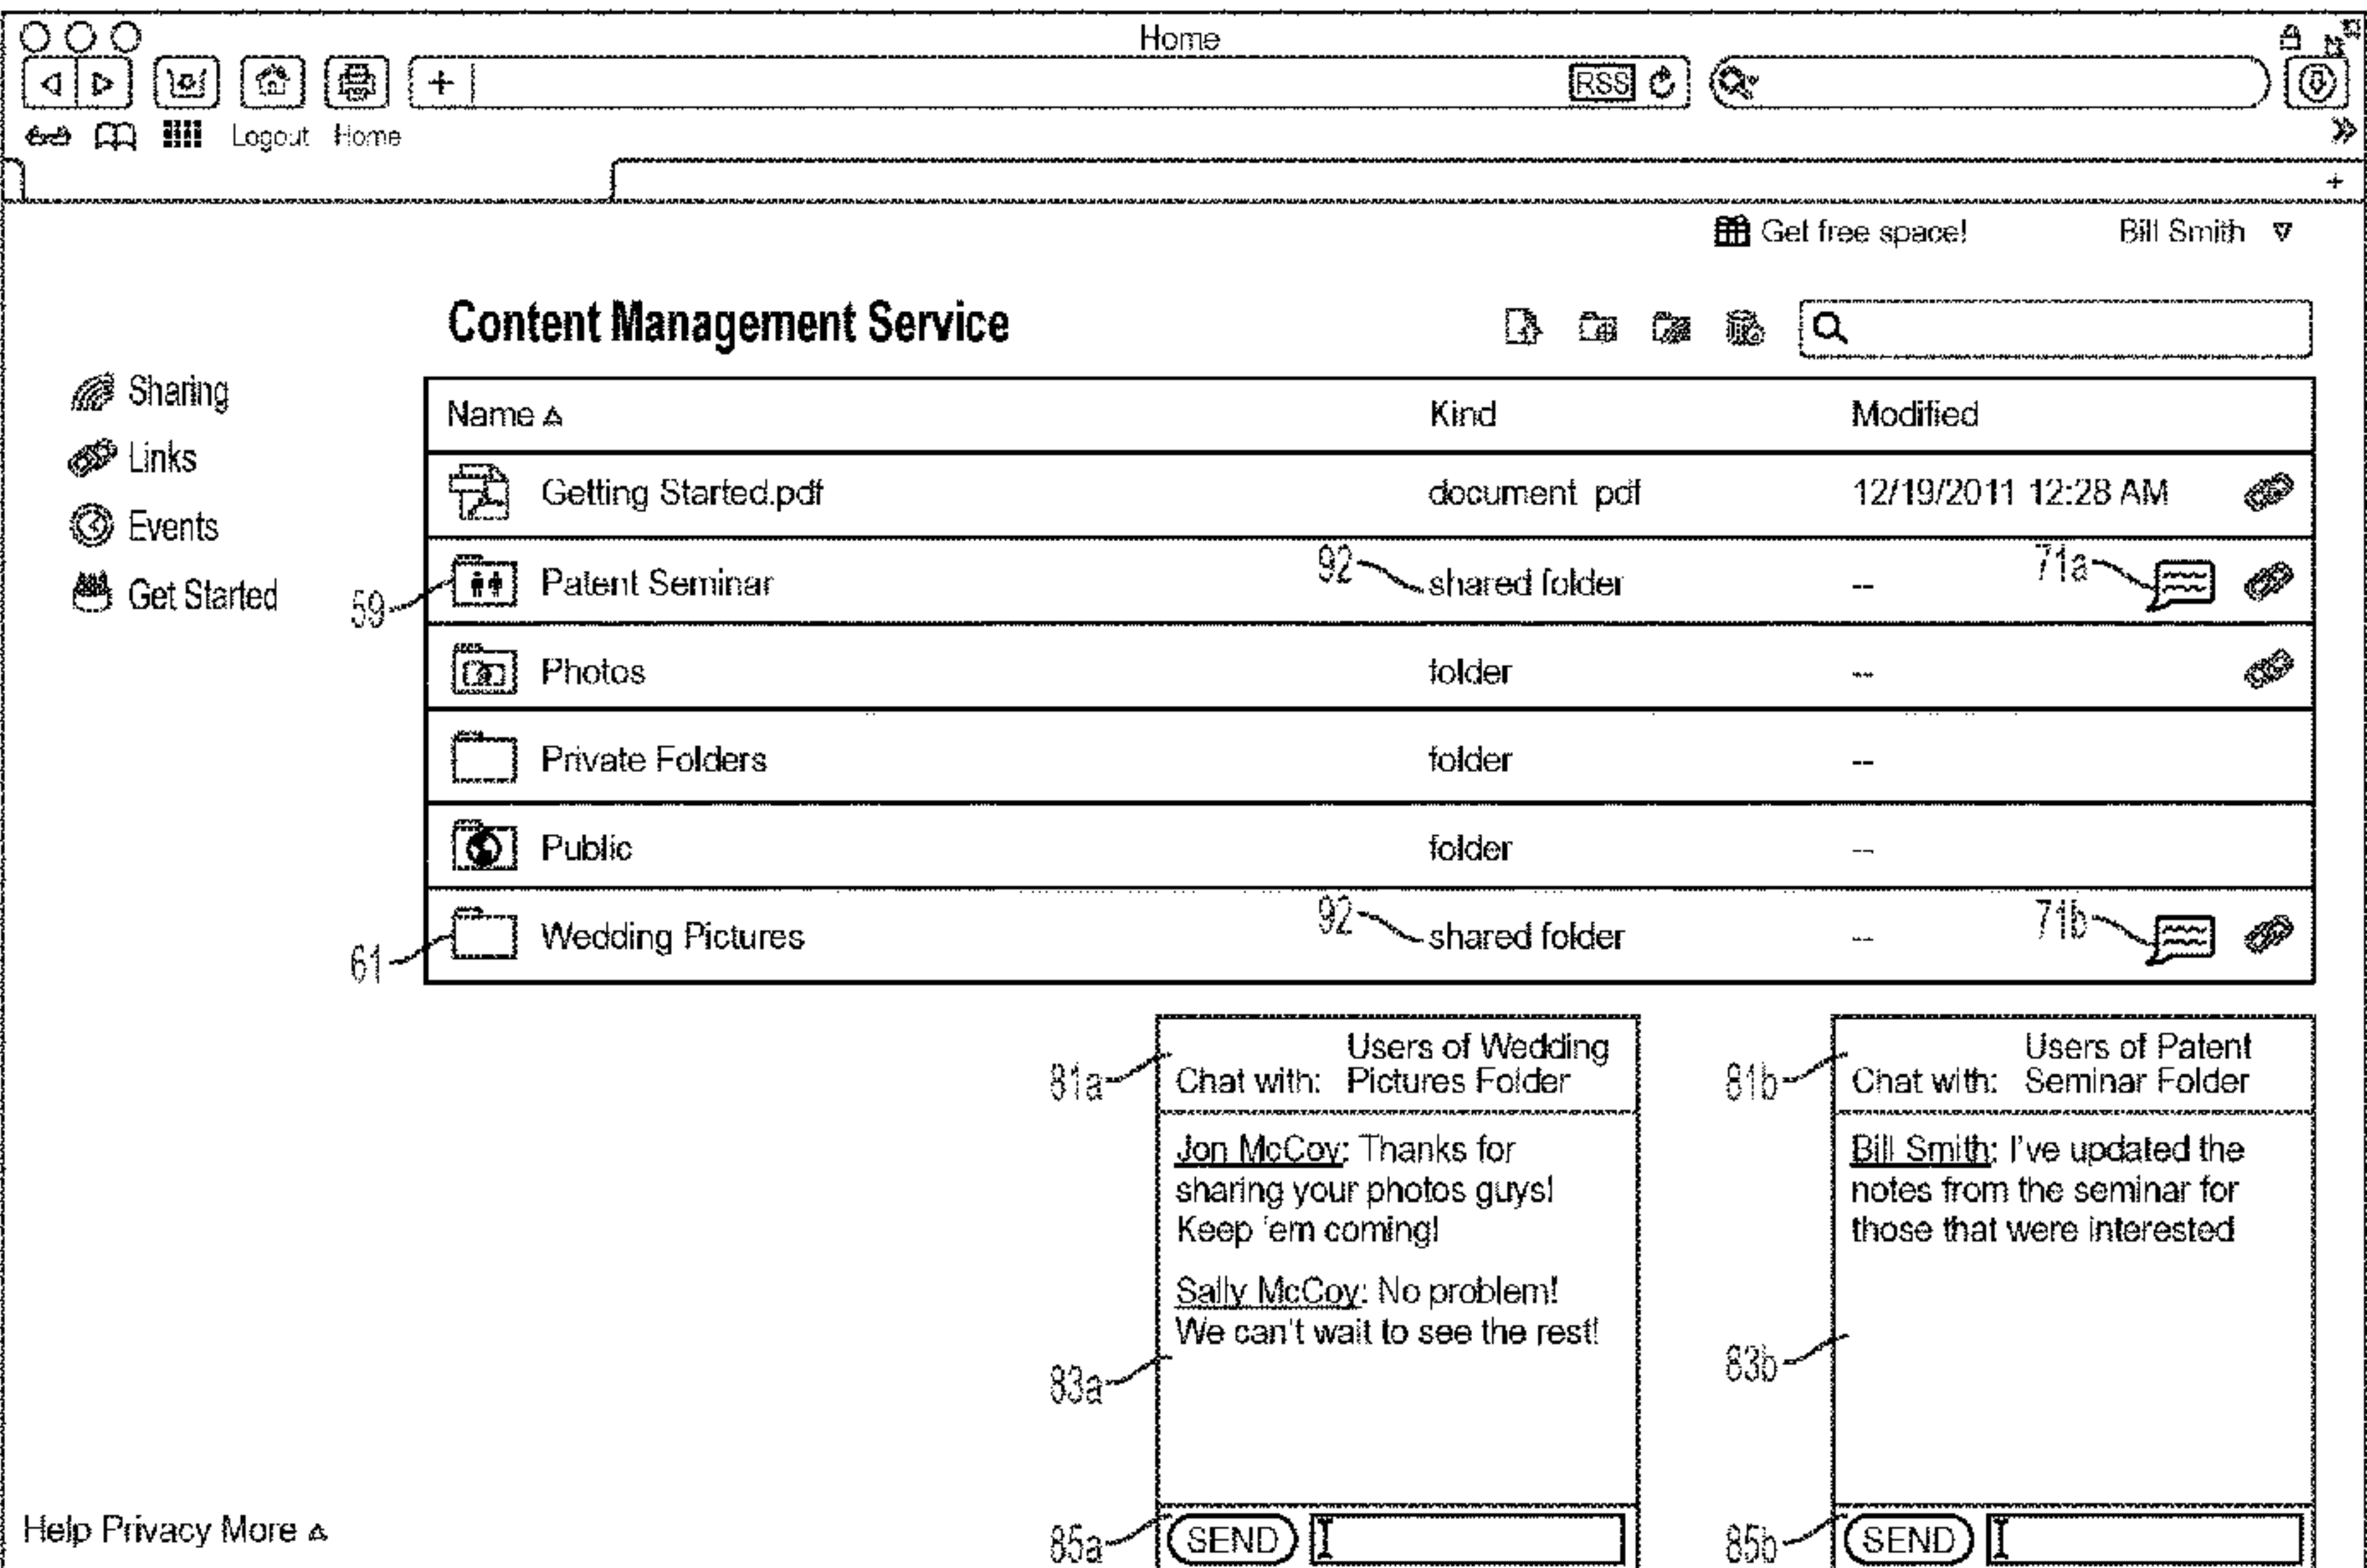 Home
+ RSS
Logout Home
+
Get free space! Bill Smith
Content Management Service
Sharing
Links
Events
Get Started
Name Kind Modified
Getting Started.pdf document pdf 12/19/2011 12:28 AM
59 Patent Seminar 92 shared folder -- 71a
Photos folder --
Private Folders folder --
Public folder --
61 Wedding Pictures 92 shared folder -- 71b
81a
Users of Wedding
Chat with: Pictures Folder
Jon McCoy: Thanks for
sharing your photos guys!
Keep 'em coming!
Sally McCoy: No problem!
We can't wait to see the rest!
83a
85a SEND
81b
Users of Patent
Chat with: Seminar Folder
Bill Smith: I've updated the
notes from the seminar for
those that were interested
83b
85b SEND
Help Privacy More